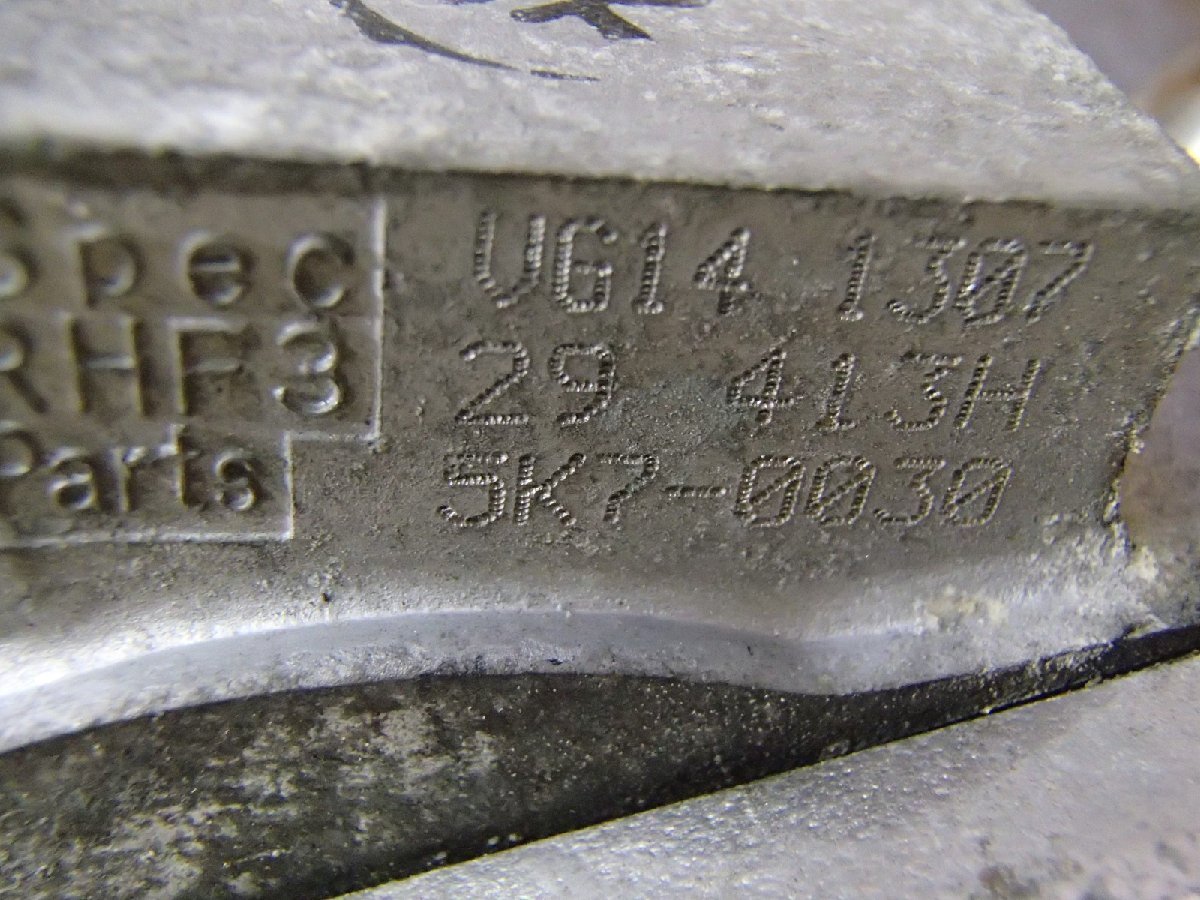 Spec
RHF3
Parts
VG14 1307
29 413H
5K7-0030